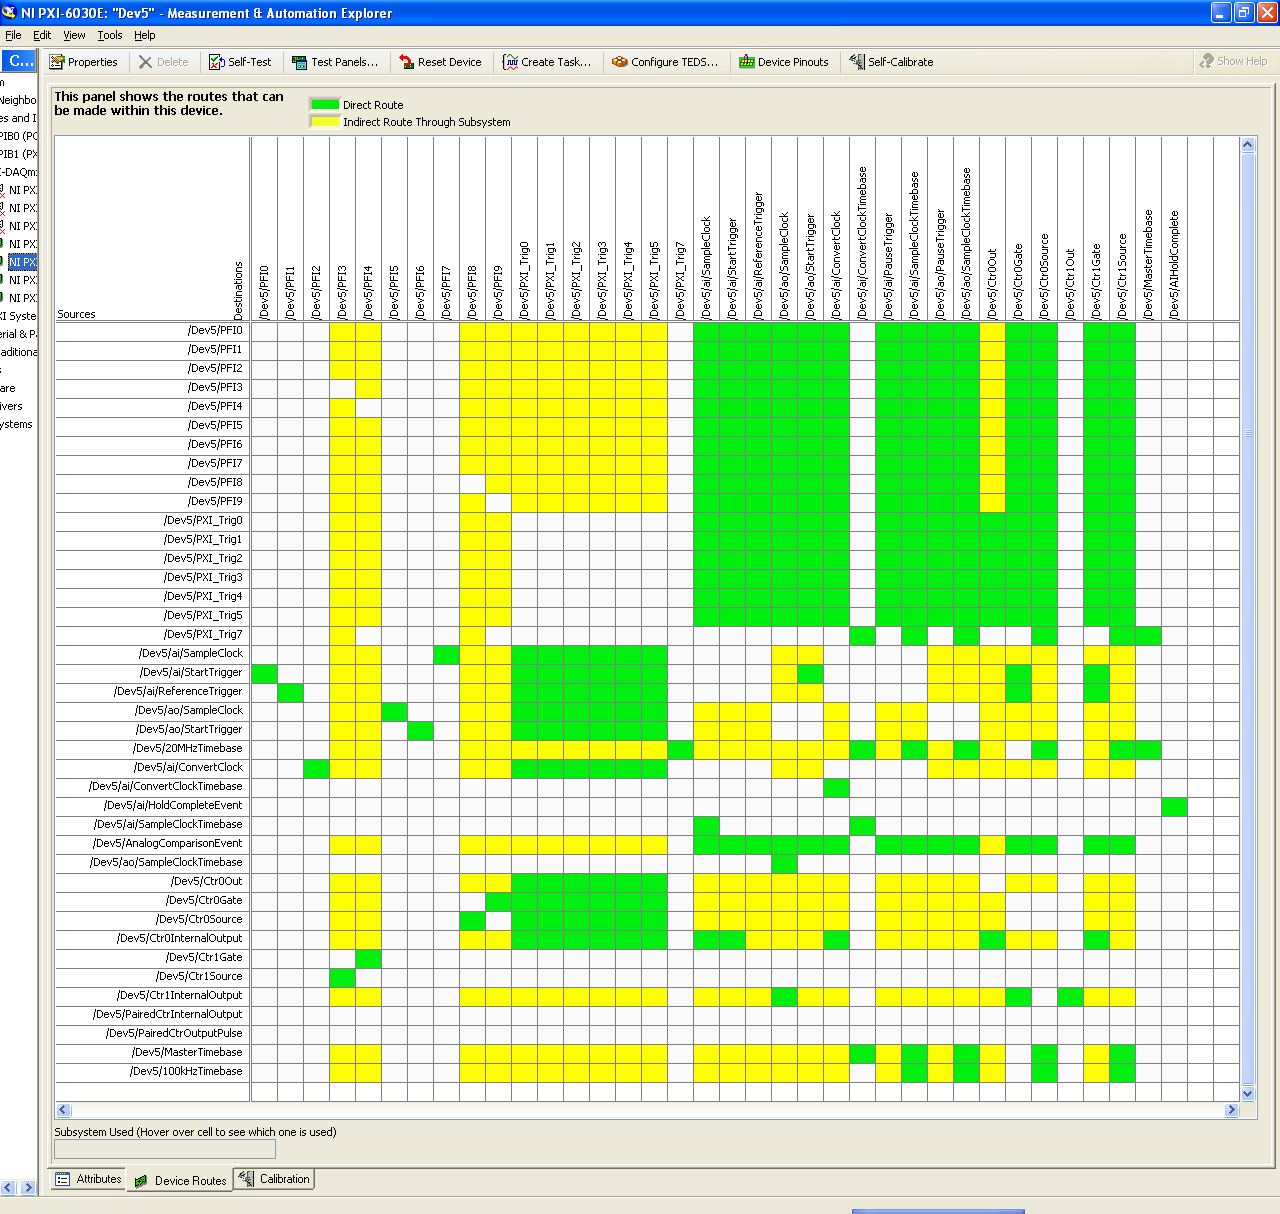 NI PXI-6030E: "Dev5" - Measurement & Automation Explorer
File Edit View Tools Help
C...
Properties Delete Self-Test Test Panels... Reset Device Create Task... Configure TEDS... Device Pinouts Self-Calibrate Show Help
This panel shows the routes that can
be made within this device.
Direct Route
Indirect Route Through Subsystem
m
Neighbo
es and I
PIB0 (PC
PIB1 (PX
I-DAQm
NI PXI
NI PXI
NI PXI
NI PXI
NI PXI
NI PXI
NI PXI
XI Syste
erial & Pa
aditiona
s
are
ivers
ystems
Sources
Destinations
/Dev5/PFI0
/Dev5/PFI1
/Dev5/PFI2
/Dev5/PFI3
/Dev5/PFI4
/Dev5/PFI5
/Dev5/PFI6
/Dev5/PFI7
/Dev5/PFI8
/Dev5/PFI9
/Dev5/PXI_Trig0
/Dev5/PXI_Trig1
/Dev5/PXI_Trig2
/Dev5/PXI_Trig3
/Dev5/PXI_Trig4
/Dev5/PXI_Trig5
/Dev5/PXI_Trig7
/Dev5/ai/SampleClock
/Dev5/ai/StartTrigger
/Dev5/ai/ReferenceTrigger
/Dev5/ao/SampleClock
/Dev5/ao/StartTrigger
/Dev5/ai/ConvertClock
/Dev5/ai/ConvertClockTimebase
/Dev5/ai/PauseTrigger
/Dev5/ai/SampleClockTimebase
/Dev5/ao/PauseTrigger
/Dev5/ao/SampleClockTimebase
/Dev5/Ctr0Out
/Dev5/Ctr0Gate
/Dev5/Ctr0Source
/Dev5/Ctr1Out
/Dev5/Ctr1Gate
/Dev5/Ctr1Source
/Dev5/MasterTimebase
/Dev5/AIHoldComplete
/Dev5/PFI0
/Dev5/PFI1
/Dev5/PFI2
/Dev5/PFI3
/Dev5/PFI4
/Dev5/PFI5
/Dev5/PFI6
/Dev5/PFI7
/Dev5/PFI8
/Dev5/PFI9
/Dev5/PXI_Trig0
/Dev5/PXI_Trig1
/Dev5/PXI_Trig2
/Dev5/PXI_Trig3
/Dev5/PXI_Trig4
/Dev5/PXI_Trig5
/Dev5/PXI_Trig7
/Dev5/ai/SampleClock
/Dev5/ai/StartTrigger
/Dev5/ai/ReferenceTrigger
/Dev5/ao/SampleClock
/Dev5/ao/StartTrigger
/Dev5/20MHzTimebase
/Dev5/ai/ConvertClock
/Dev5/ai/ConvertClockTimebase
/Dev5/ai/HoldCompleteEvent
/Dev5/ai/SampleClockTimebase
/Dev5/AnalogComparisonEvent
/Dev5/ao/SampleClockTimebase
/Dev5/Ctr0Out
/Dev5/Ctr0Gate
/Dev5/Ctr0Source
/Dev5/Ctr0InternalOutput
/Dev5/Ctr1Gate
/Dev5/Ctr1Source
/Dev5/Ctr1InternalOutput
/Dev5/PairedCtrInternalOutput
/Dev5/PairedCtrOutputPulse
/Dev5/MasterTimebase
/Dev5/100kHzTimebase
Subsystem Used (Hover over cell to see which one is used)
Attributes Device Routes Calibration